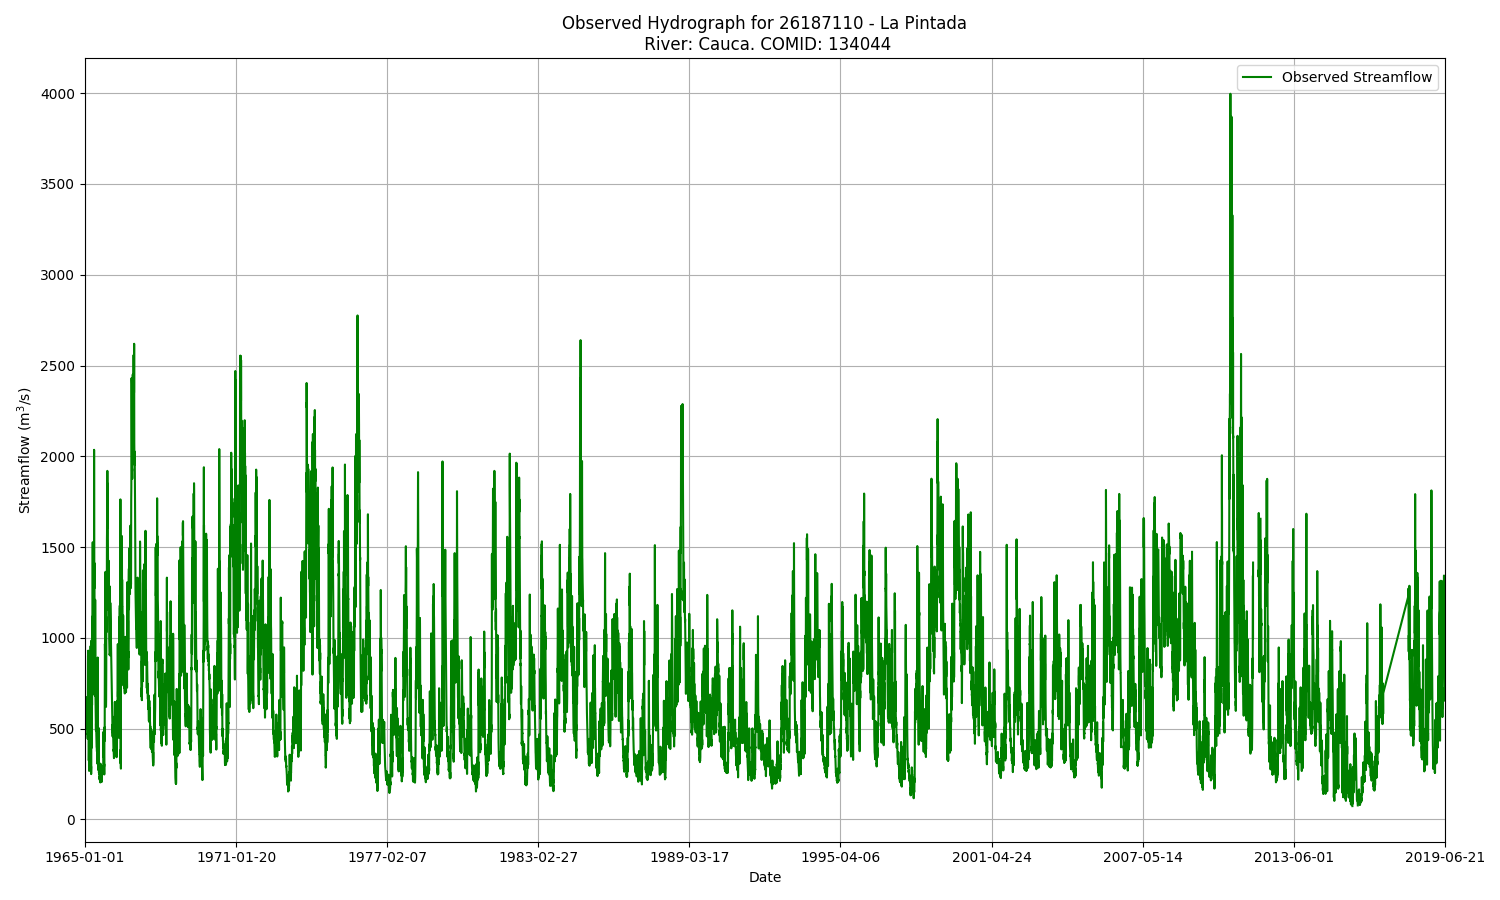 Observed Hydrograph for 26187110 - La Pintada
River: Cauca. COMID: 134044
Observed Streamflow
4000
3500
3000
2500
2000
1500
1000
500
0
Streamflow (m³/s)
1965-01-01 1971-01-20 1977-02-07 1983-02-27 1989-03-17 1995-04-06 2001-04-24 2007-05-14 2013-06-01 2019-06-21
Date